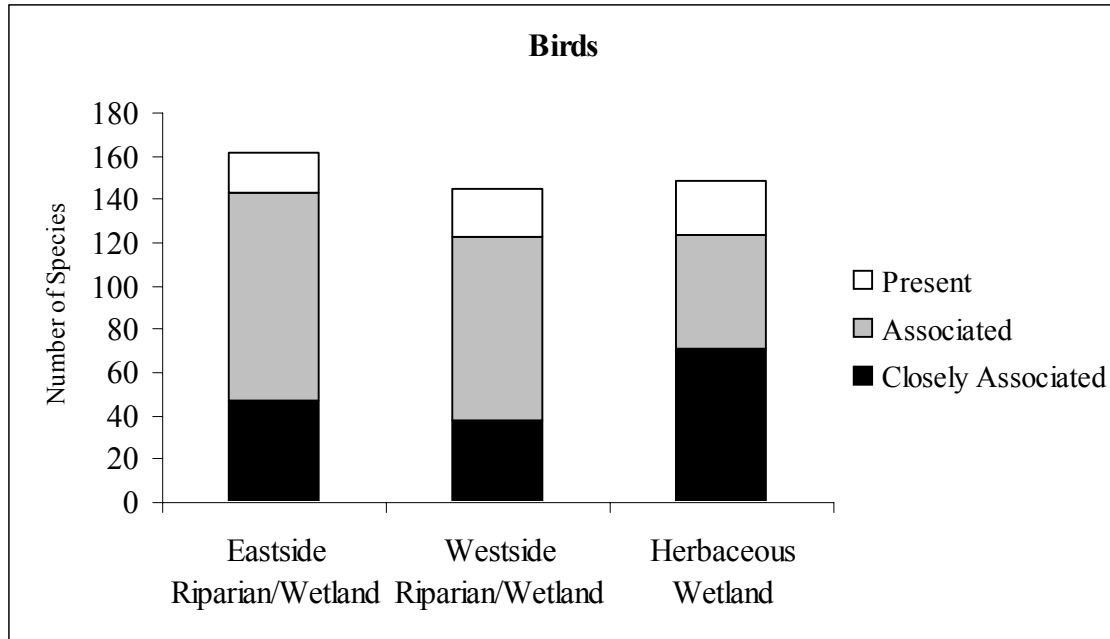 Birds
180
160
140
120
100
80
60
40
20
0
Number of Species
Eastside
Riparian/Wetland
Westside
Riparian/Wetland
Herbaceous
Wetland
Present
Associated
Closely Associated